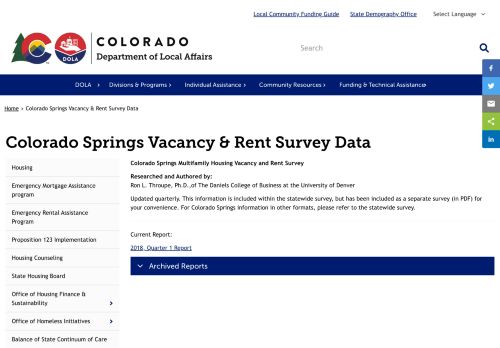 Local Community Funding Guide
State Demography Office
Select Language
COLORADO
Department of Local Affairs
DOLA
Search
DOLA
Divisions & Programs
Individual Assistance
Community Resources
Funding & Technical Assistance
Home › Colorado Springs Vacancy & Rent Survey Data
Colorado Springs Vacancy & Rent Survey Data
Housing
Emergency Mortgage Assistance
program
Emergency Rental Assistance
Program
Proposition 123 Implementation
Housing Counseling
State Housing Board
Office of Housing Finance &
Sustainability
Office of Homeless Initiatives
Balance of State Continuum of Care
Colorado Springs Multifamily Housing Vacancy and Rent Survey
Researched and Authored by:
Ron L. Throupe, Ph.D.,of The Daniels College of Business at the University of Denver
Updated quarterly. This information is included within the statewide survey, but has been included as a separate survey (in PDF) for
your convenience. For Colorado Springs information in other formats, please refer to the statewide survey.
Current Report:
2018, Quarter 1 Report
Archived Reports